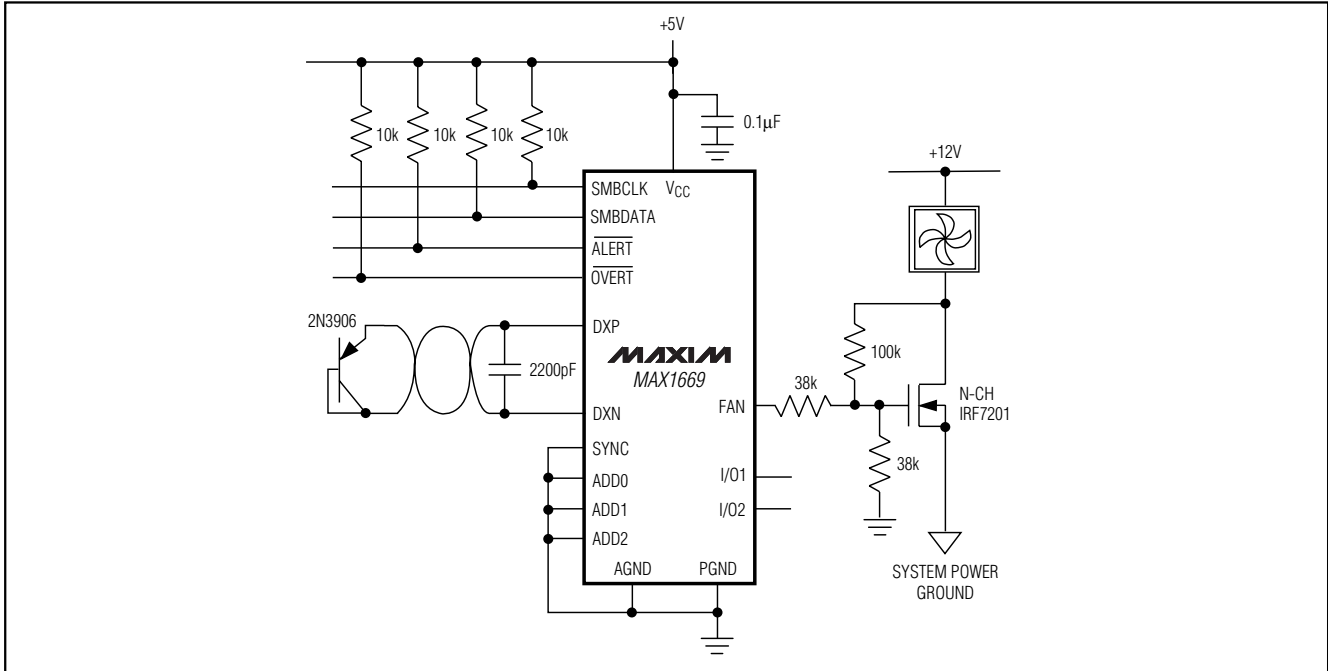 +5V
10k 10k 10k 10k
0.1µF
+12V
SMBCLK
VCC
SMBDATA
ALERT
OVERT
2N3906
DXP
2200pF
MAXIM
MAX1669
100k
38k
FAN
N-CH
IRF7201
DXN
SYNC
38k
ADD0
I/O1
ADD1
I/O2
ADD2
AGND
PGND
SYSTEM POWER
GROUND